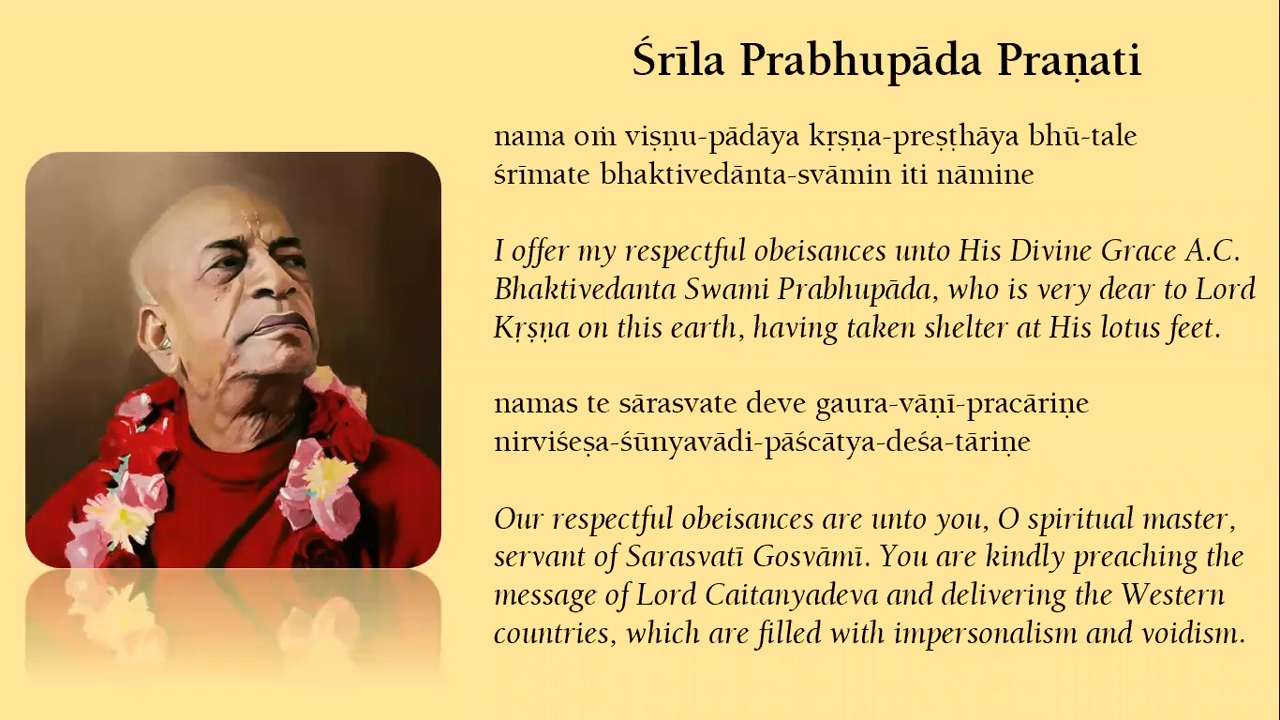 Śrīla Prabhupāda Praṇati
nama oṁ viṣṇu-pādāya kṛṣṇa-preṣṭhāya bhū-tale
śrīmate bhaktivedānta-svāmin iti nāmine
I offer my respectful obeisances unto His Divine Grace A.C.
Bhaktivedanta Swami Prabhupāda, who is very dear to Lord
Kṛṣṇa on this earth, having taken shelter at His lotus feet.
namas te sārasvate deve gaura-vāṇī-pracāriṇe
nirviśeṣa-śūnyavādi-pāścātya-deśa-tāriṇe
Our respectful obeisances are unto you, O spiritual master,
servant of Sarasvatī Gosvāmī. You are kindly preaching the
message of Lord Caitanyadeva and delivering the Western
countries, which are filled with impersonalism and voidism.